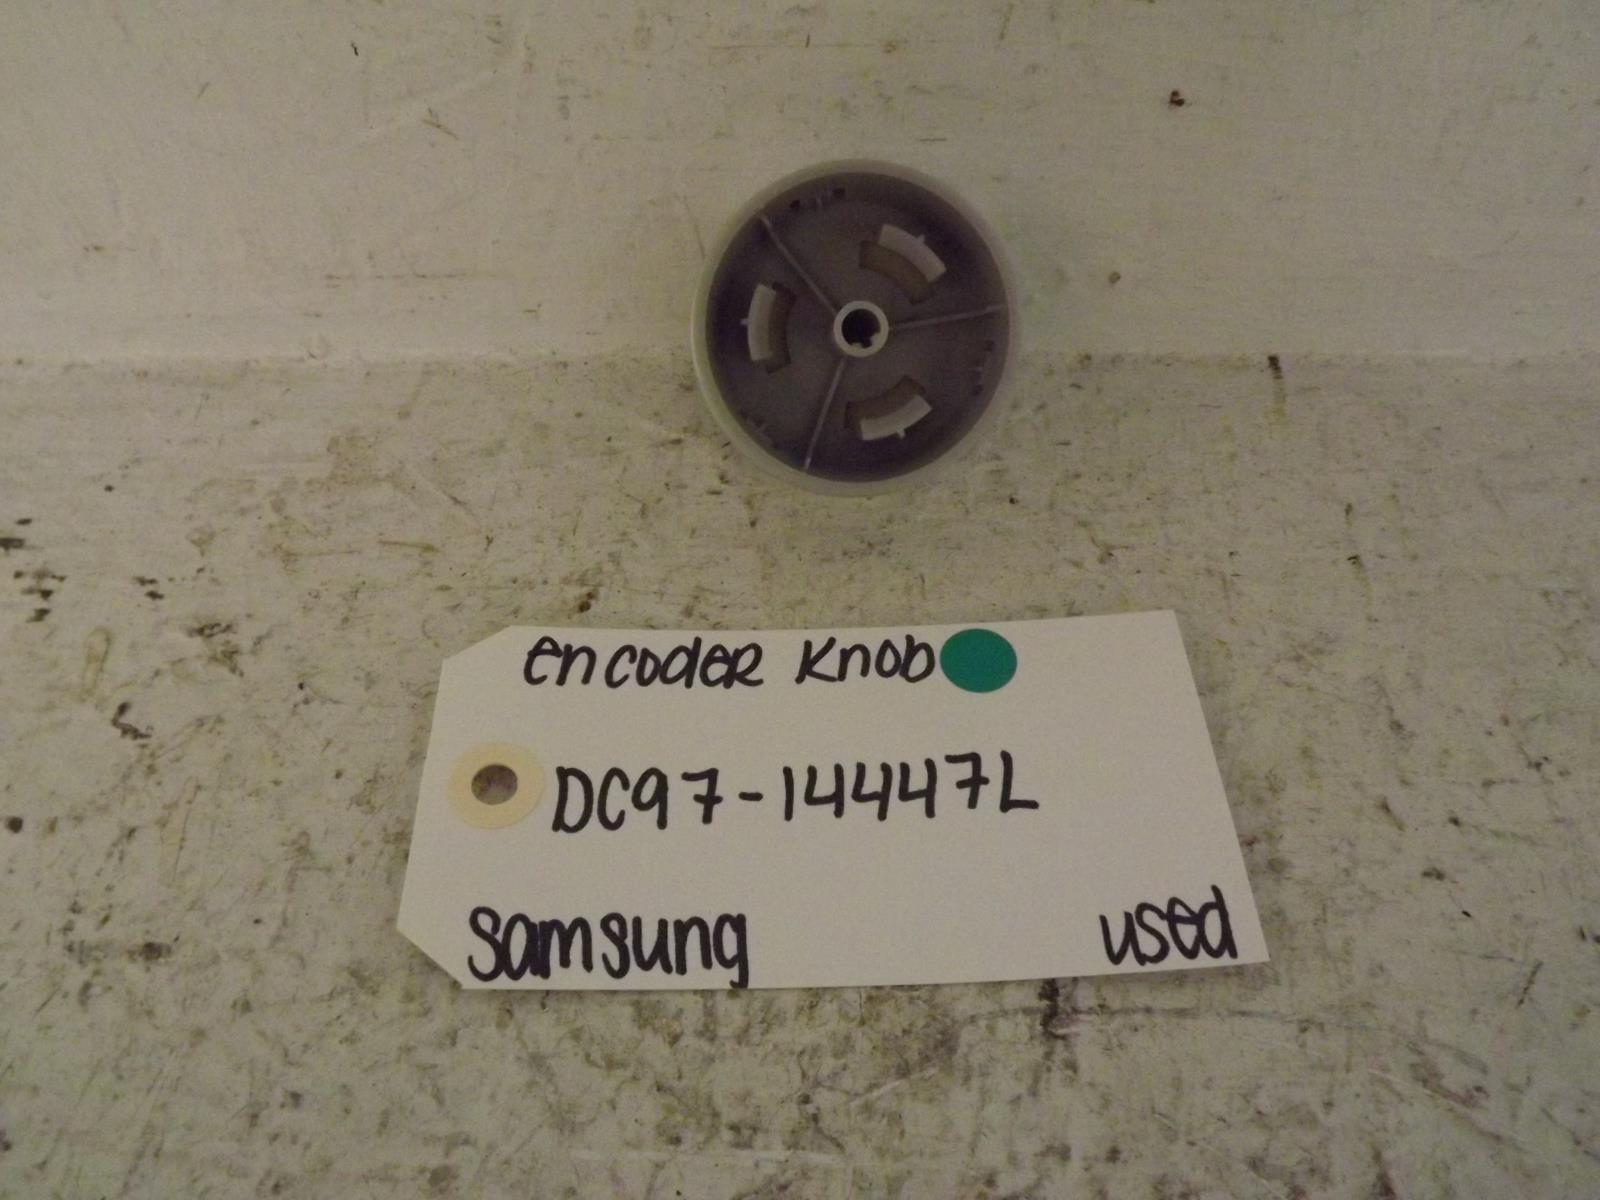 encoder Knob
DC97-14447L
Samsung used